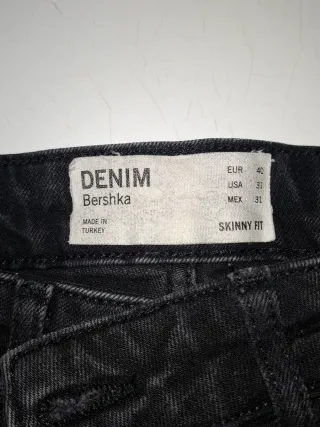 DENIM
Bershka
MADE IN
TURKEY
EUR 40
USA 31
MEX 31
SKINNY FIT